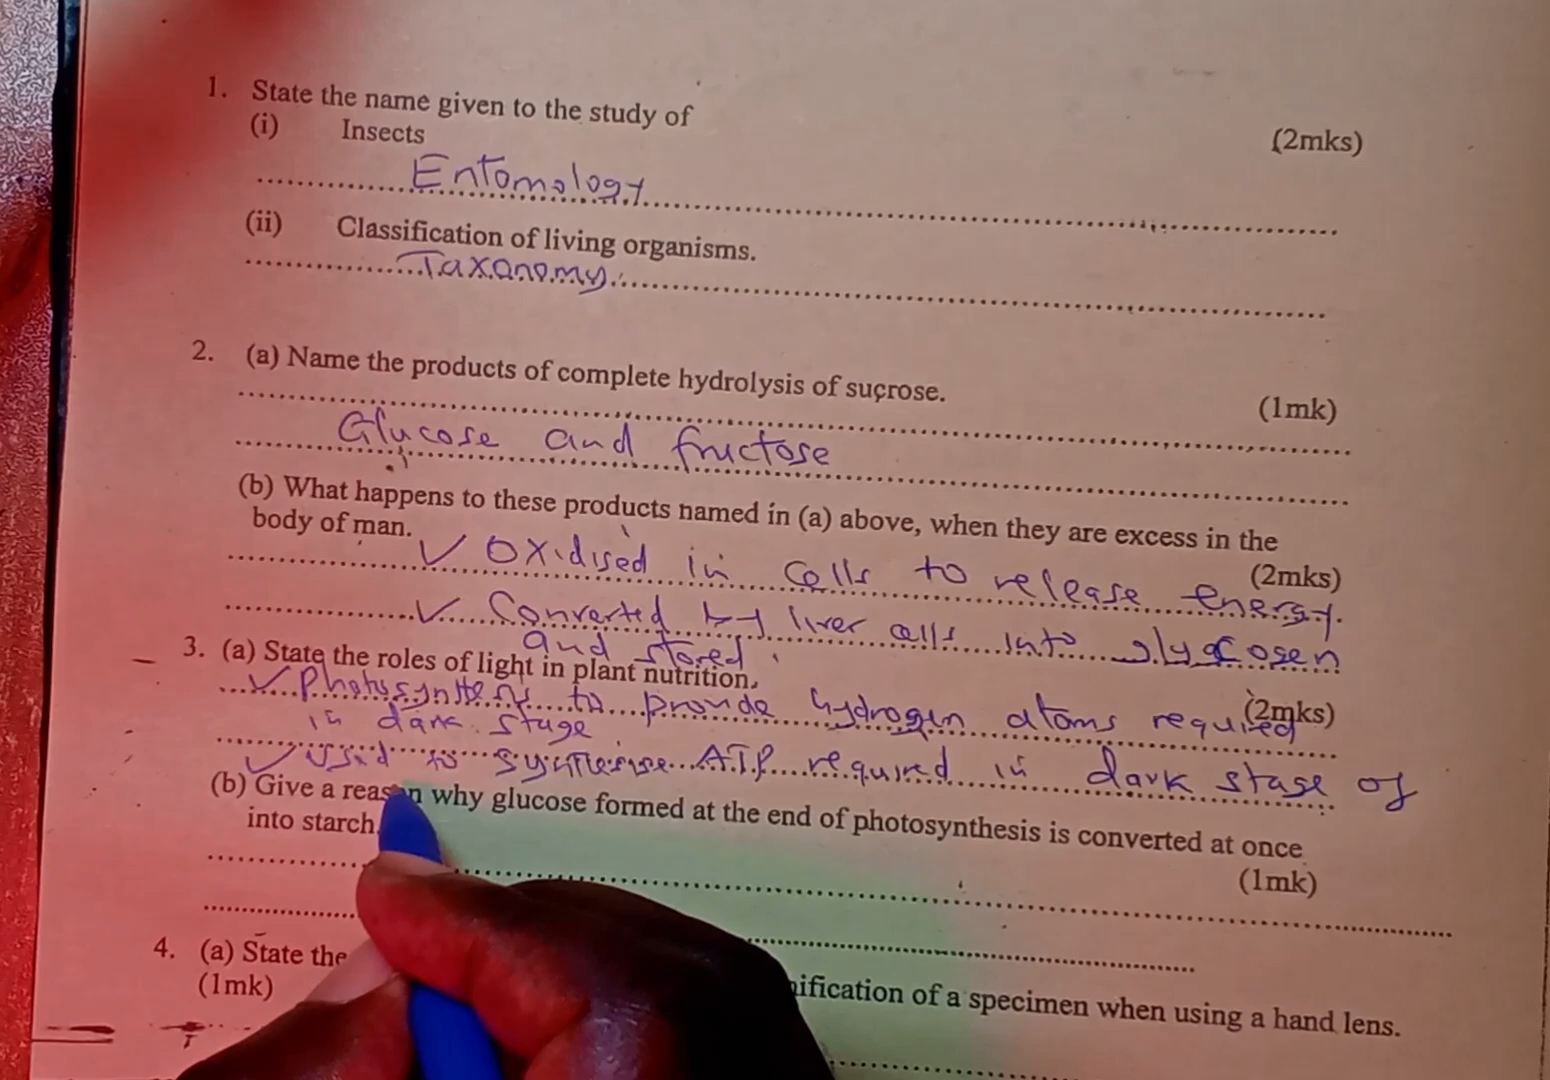 1. State the name given to the study of
(i) Insects (2mks)
Entomology
(ii) Classification of living organisms.
Taxonomy
2. (a) Name the products of complete hydrolysis of sucrose.
(1mk)
Glucose and fructose
(b) What happens to these products named in (a) above, when they are excess in the
body of man. (2mks)
✓ Oxidised in cells to release energy.
✓ Converted by liver cells into glycogen
and stored.
3. (a) State the roles of light in plant nutrition.
(2mks)
✓ Photosynthesis to provide hydrogen atoms required
in dark stage
✓ Used to synthesise ATP required in dark stage of
(b) Give a reason why glucose formed at the end of photosynthesis is converted at once
into starch.
(1mk)
4. (a) State the
nification of a specimen when using a hand lens.
(1mk)